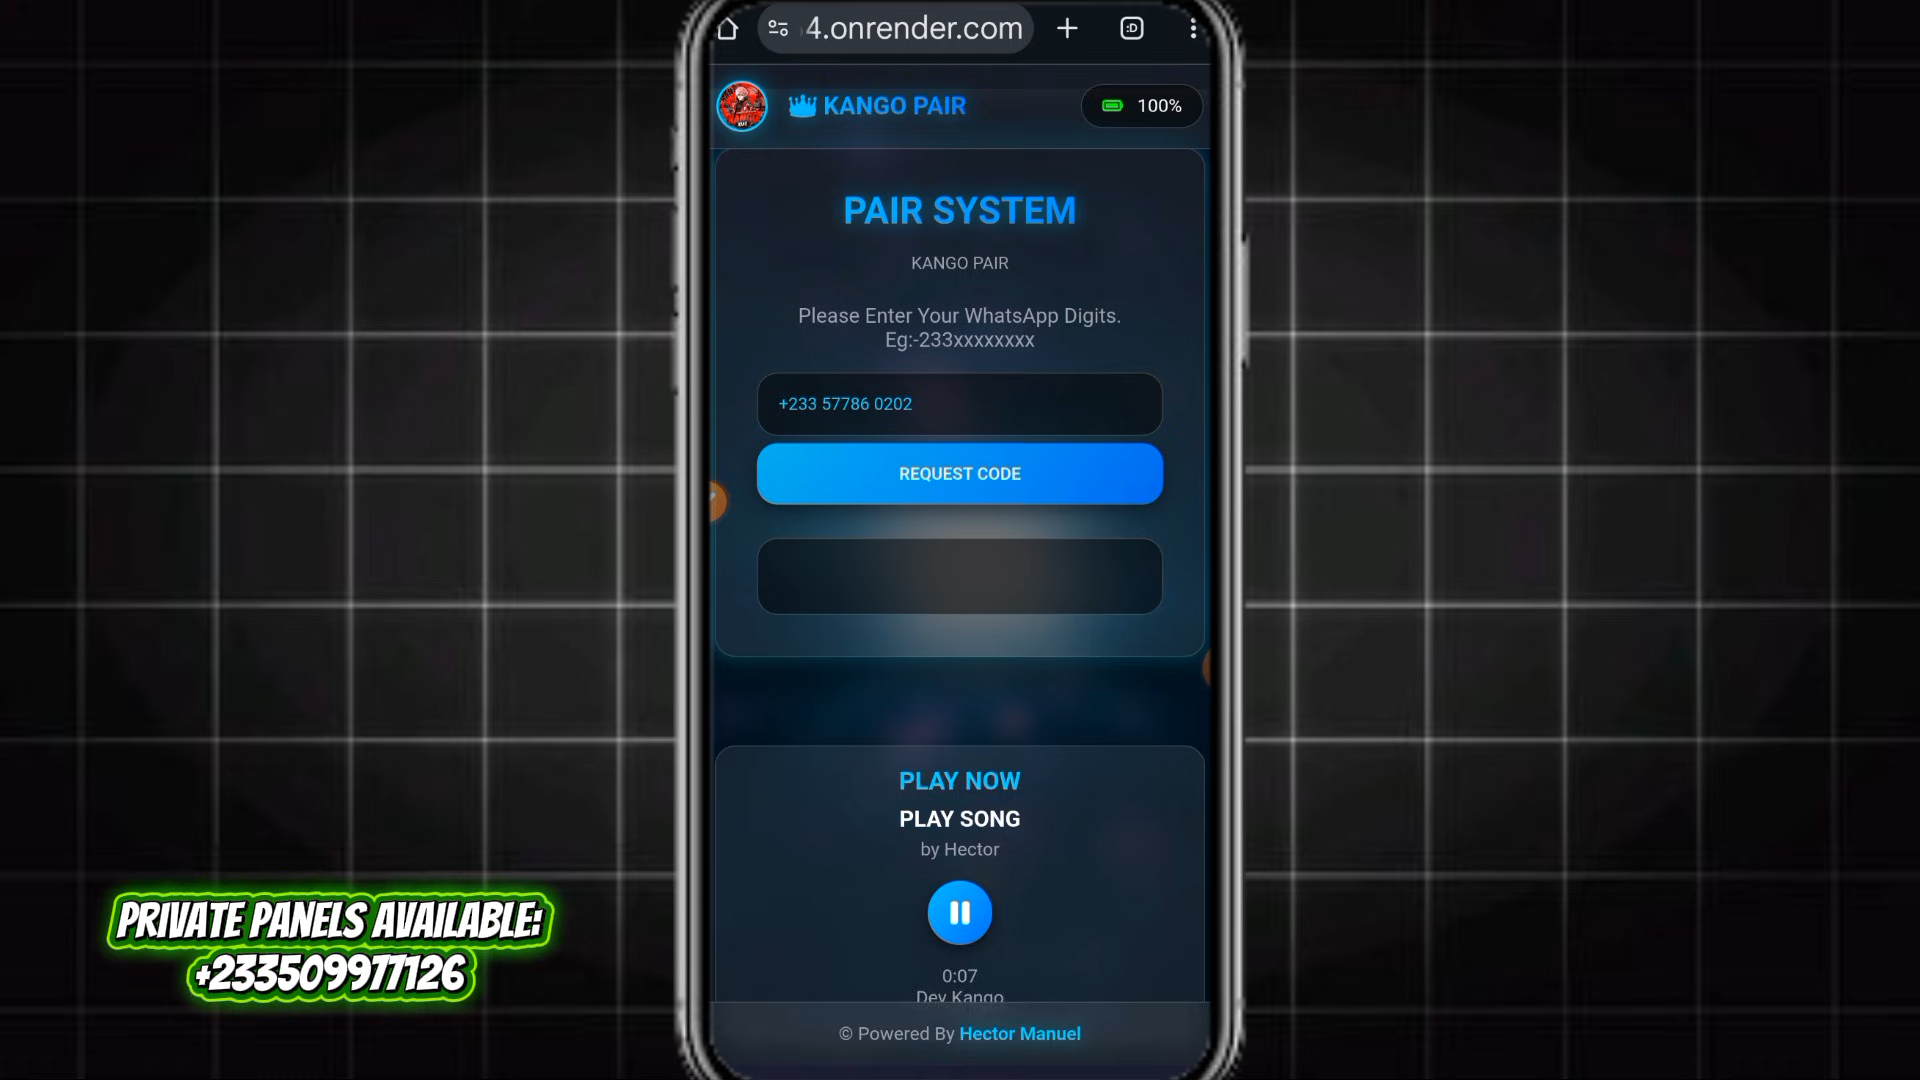 4.onrender.com
:D
KANGO PAIR
100%
PAIR SYSTEM
KANGO PAIR
Please Enter Your WhatsApp Digits.
Eg:-233xxxxxxxx
+233 57786 0202
REQUEST CODE
PLAY NOW
PLAY SONG
by Hector
0:07
Dev Kango
© Powered By Hector Manuel
PRIVATE PANELS AVAILABLE:
+233509977126